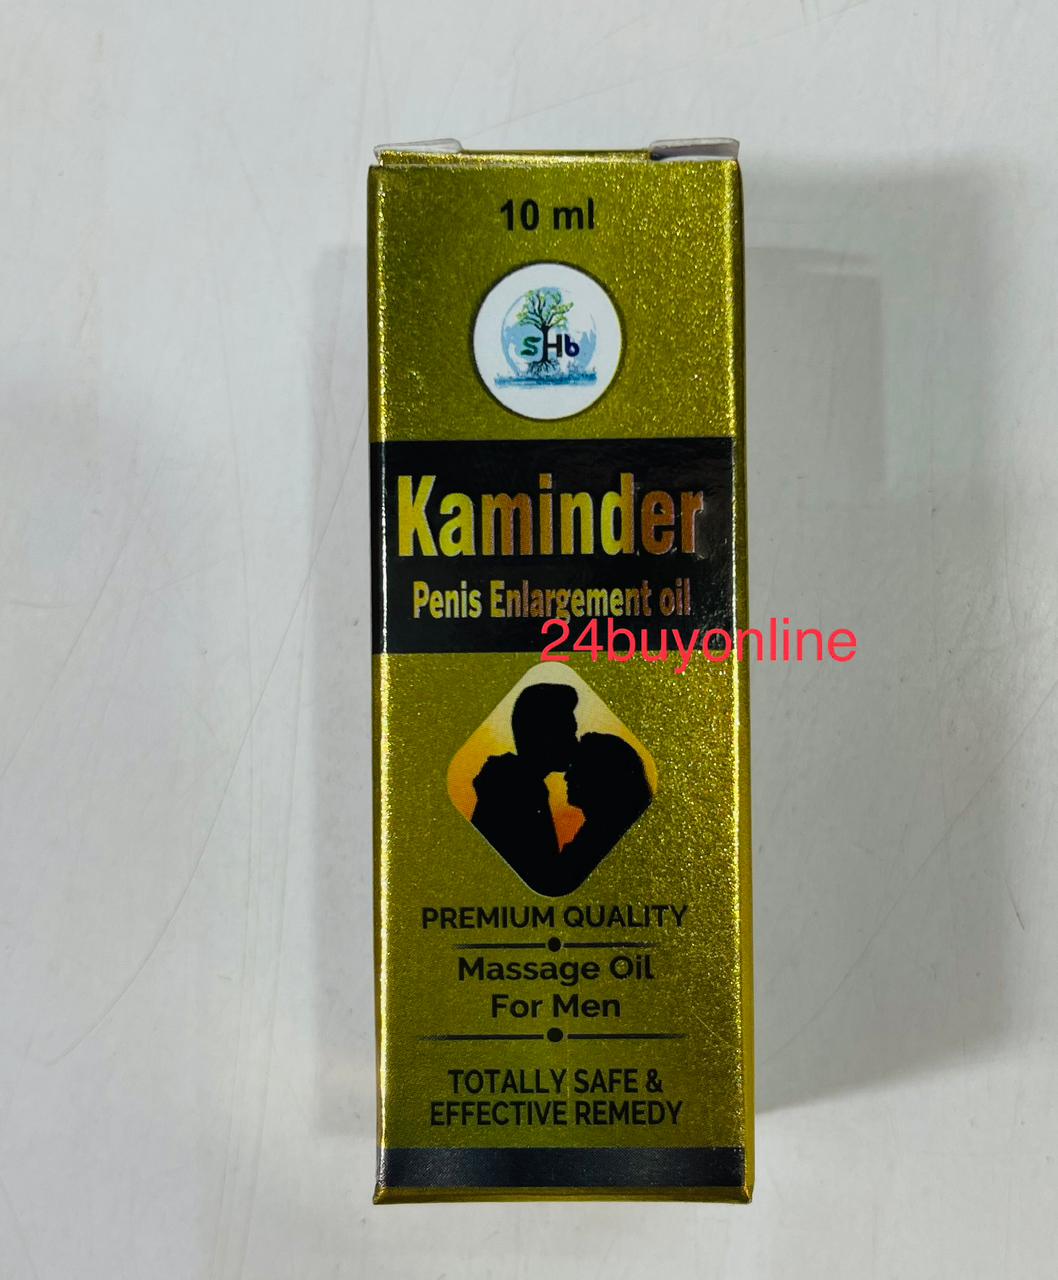 10 ml
SHb
Kaminder
Penis Enlargement oil
24buyonline
PREMIUM QUALITY
Massage Oil
For Men
TOTALLY SAFE &
EFFECTIVE REMEDY